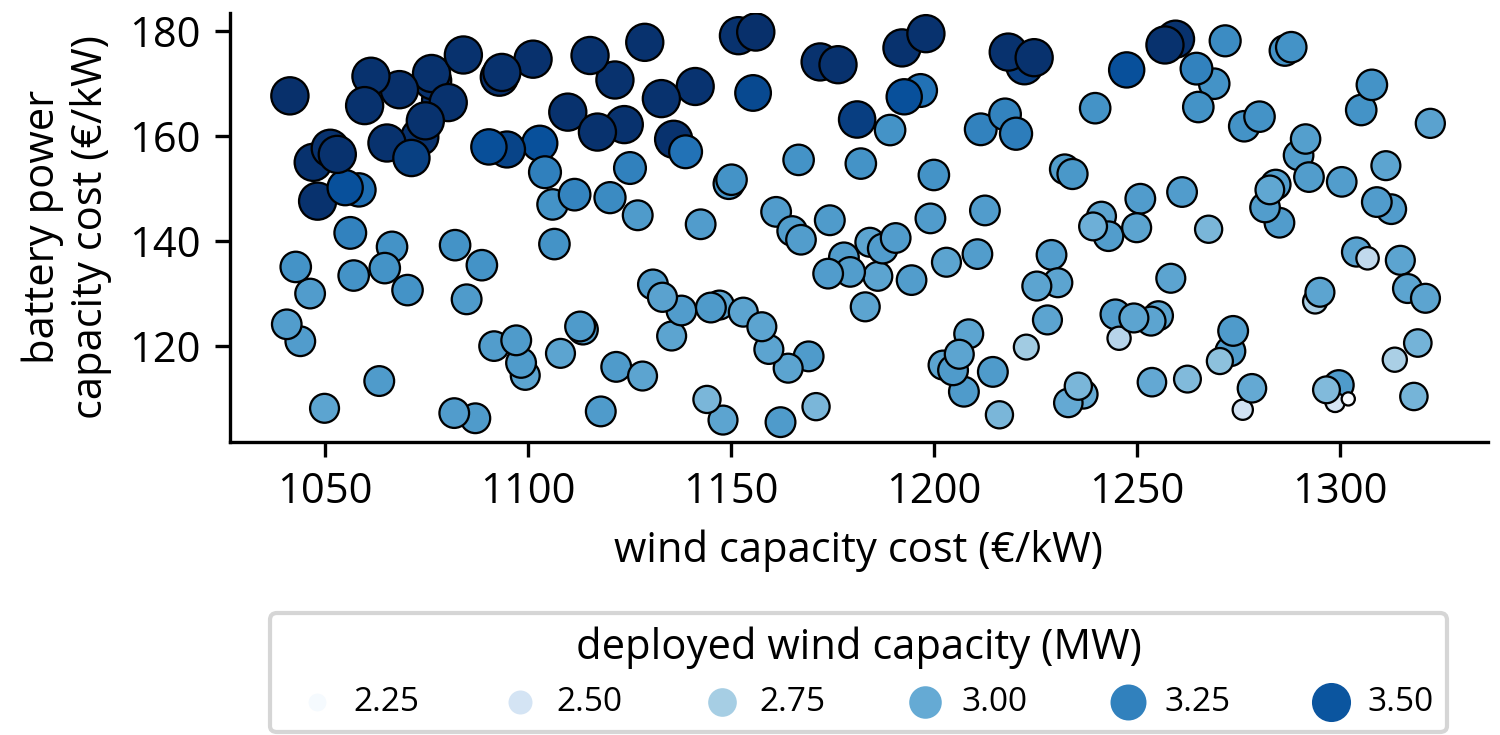 battery power
capacity cost (€/kW)
180
160
140
120
1050 1100 1150 1200 1250 1300
wind capacity cost (€/kW)
deployed wind capacity (MW)
2.25 2.50 2.75 3.00 3.25 3.50